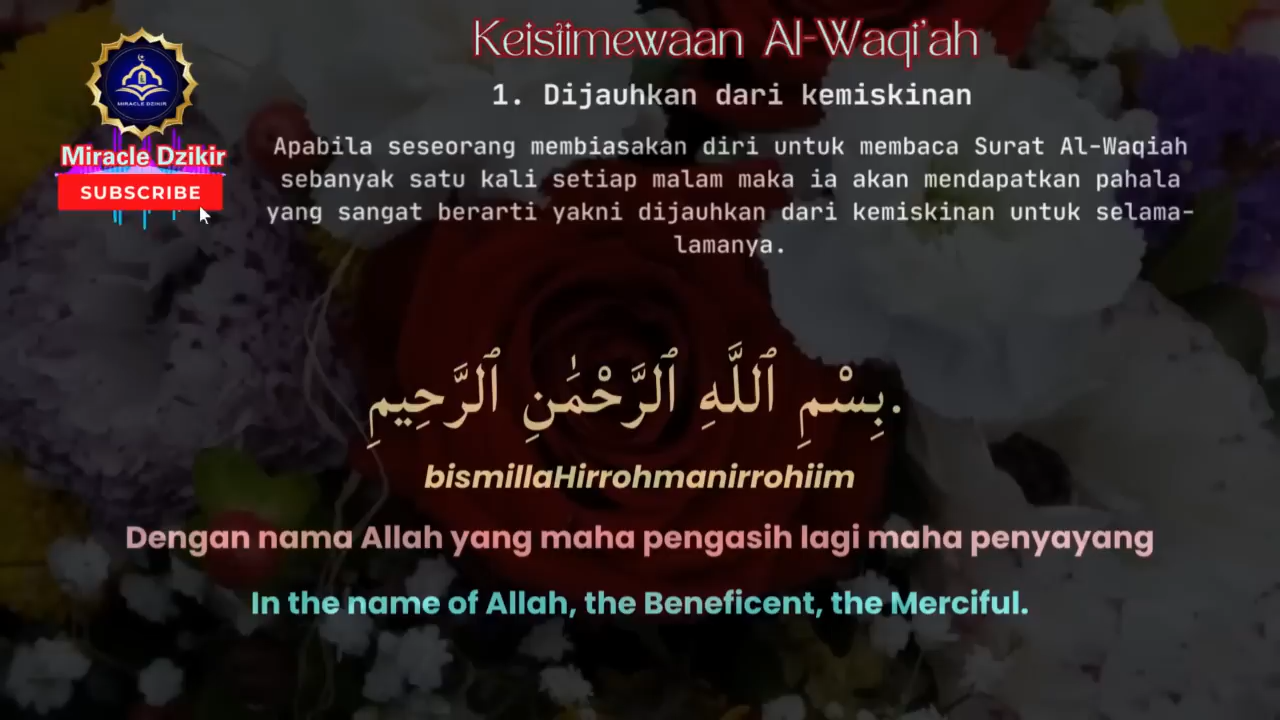 Keistimewaan Al-Waqi'ah
1. Dijauhkan dari kemiskinan
Apabila seseorang membiasakan diri untuk membaca Surat Al-Waqiah
sebanyak satu kali setiap malam maka ia akan mendapatkan pahala
yang sangat berarti yakni dijauhkan dari kemiskinan untuk selama-
lamanya.
MIRACLE DZIKIR
Miracle Dzikir
SUBSCRIBE
بِسْمِ ٱللَّهِ ٱلرَّحْمَٰنِ ٱلرَّحِيمِ.
bismillaHirrohmanirrohiim
Dengan nama Allah yang maha pengasih lagi maha penyayang
In the name of Allah, the Beneficent, the Merciful.